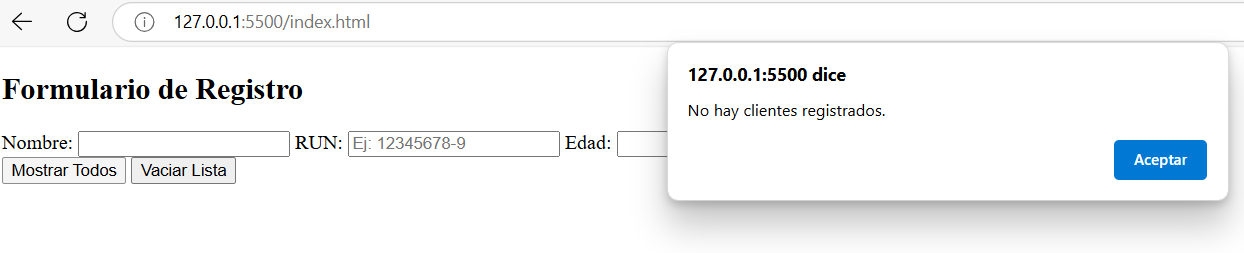 127.0.0.1:5500/index.html
127.0.0.1:5500 dice
No hay clientes registrados.
Aceptar
Formulario de Registro
Nombre: RUN: Ej: 12345678-9 Edad:
Mostrar Todos Vaciar Lista